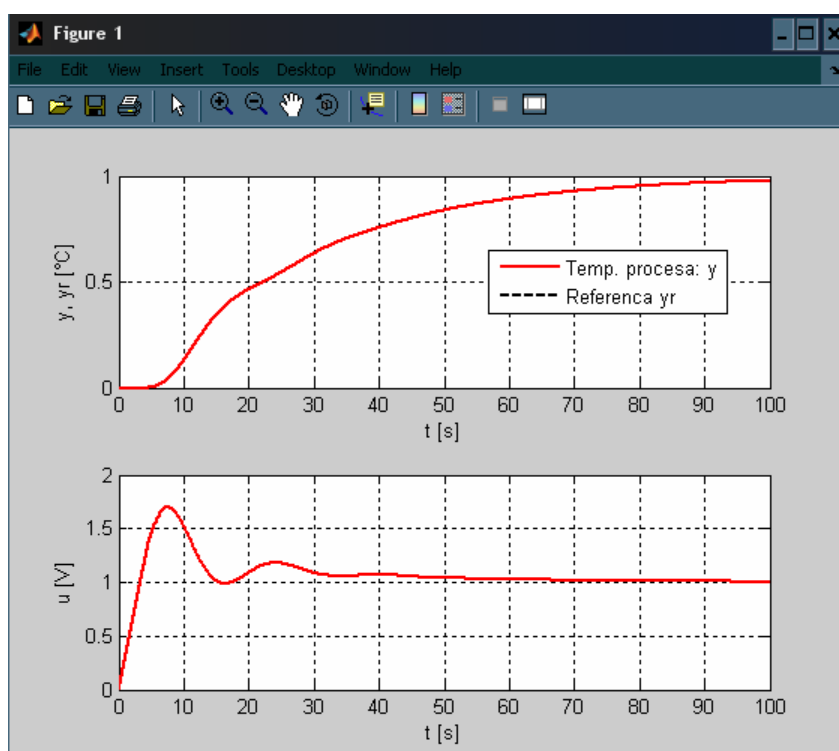 Figure 1
File Edit View Insert Tools Desktop Window Help
1
0.5
0
y, yr [°C]
Temp. procesa: y
Referenca yr
0 10 20 30 40 50 60 70 80 90 100
t [s]
2
1.5
1
0.5
0
u [V]
0 10 20 30 40 50 60 70 80 90 100
t [s]